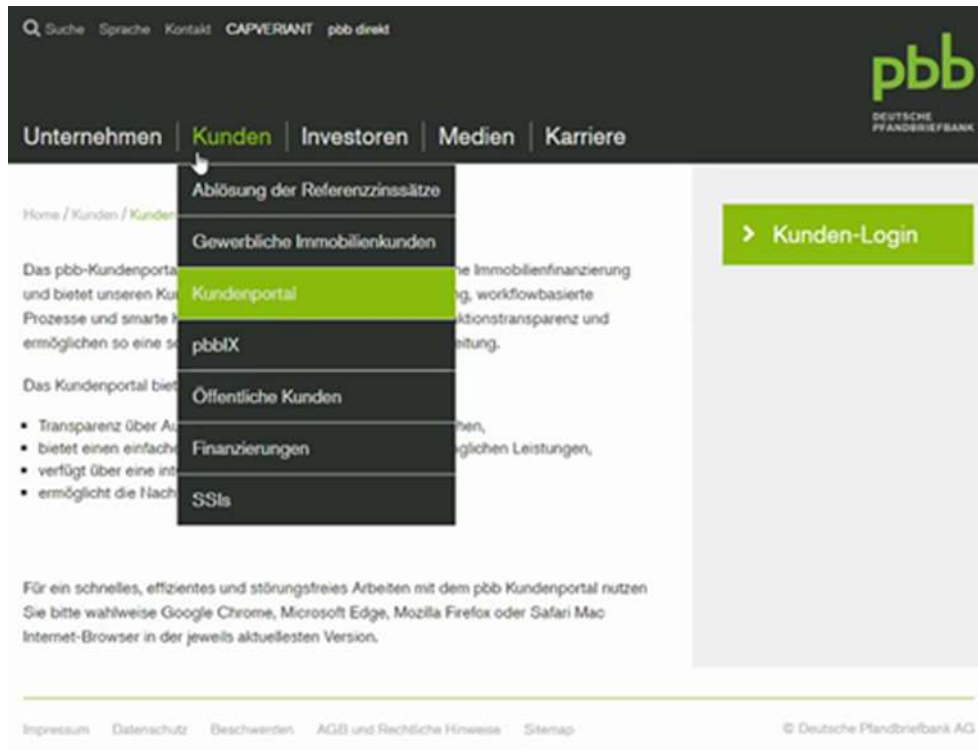 Suche Sprache Kontakt CAPVERIANT pbb direkt
pbb
DEUTSCHE
PFANDBRIEFBANK
Unternehmen Kunden Investoren Medien Karriere
Ablösung der Referenzzinssätze
Gewerbliche Immobilienkunden
Kundenportal
pbbIX
Öffentliche Kunden
Finanzierungen
SSIs
Home / Kunden / Kunden
Kunden-Login
Das pbb-Kundenporta he Immobilienfinanzierung
und bietet unseren Ku g, workflowbasierte
Prozesse und smarte ktionstransparenz und
ermöglichen so eine s eitung.
Das Kundenportal biet
Transparenz über Au hen,
bietet einen einfache glichen Leistungen,
verfügt über eine int
ermöglicht die Nach
Für ein schnelles, effizientes und störungsfreies Arbeiten mit dem pbb Kundenportal nutzen
Sie bitte wahlweise Google Chrome, Microsoft Edge, Mozilla Firefox oder Safari Mac
Internet-Browser in der jeweils aktuellesten Version.
Impressum Datenschutz Beschwerden AGB und Rechtliche Hinweise Sitemap © Deutsche Pfandbriefbank AG